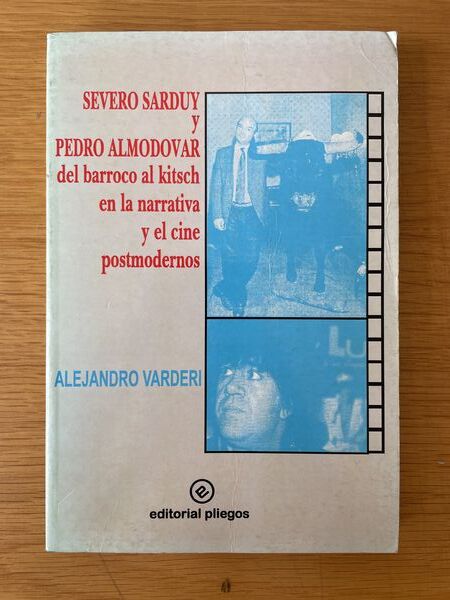 SEVERO SARDUY
y
PEDRO ALMODOVAR
del barroco al kitsch
en la narrativa
y el cine
postmodernos
ALEJANDRO VARDERI
editorial pliegos